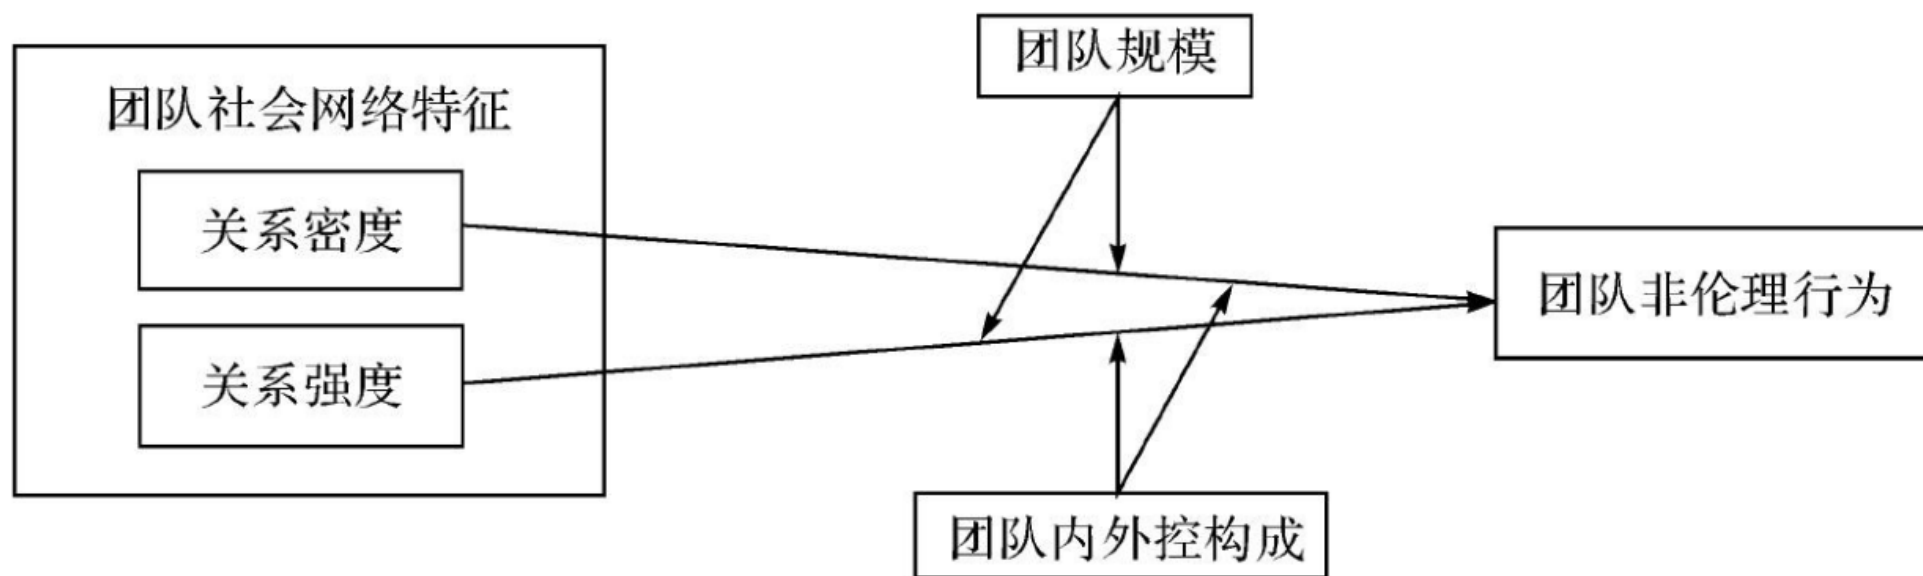 团队规模
团队社会网络特征
关系密度
团队非伦理行为
关系强度
团队内外控构成